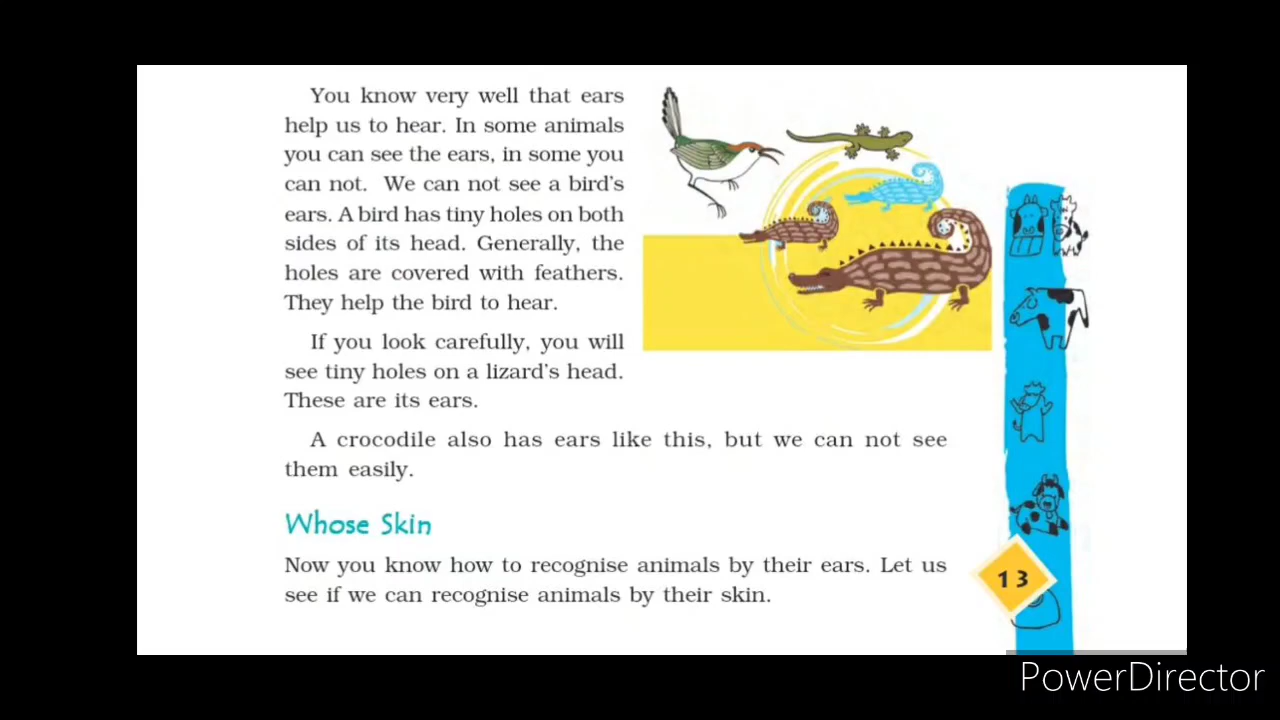 You know very well that ears
help us to hear. In some animals
you can see the ears, in some you
can not. We can not see a bird's
ears. A bird has tiny holes on both
sides of its head. Generally, the
holes are covered with feathers.
They help the bird to hear.
If you look carefully, you will
see tiny holes on a lizard's head.
These are its ears.
A crocodile also has ears like this, but we can not see
them easily.
Whose Skin
Now you know how to recognise animals by their ears. Let us
see if we can recognise animals by their skin.
13
PowerDirector